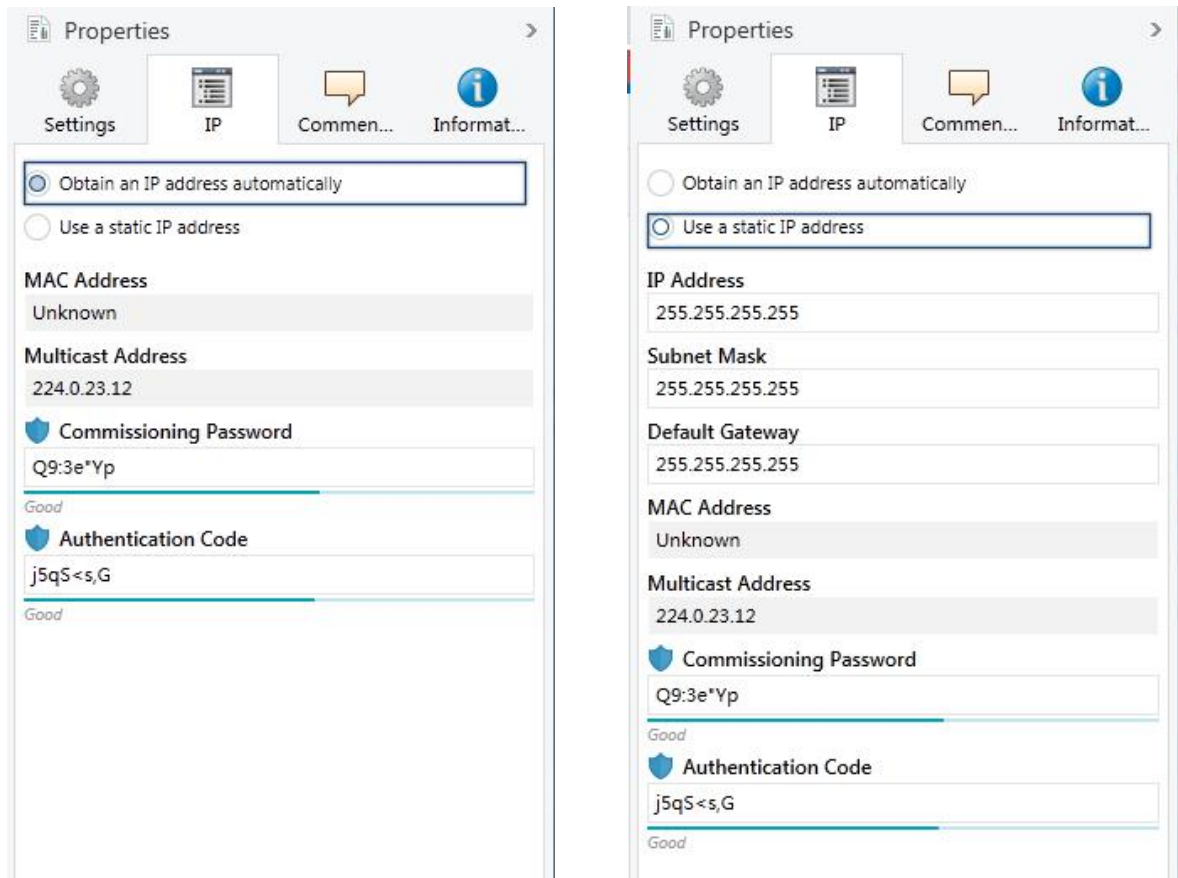 Properties
Settings
IP
Commen...
Informat...
Obtain an IP address automatically
Use a static IP address
MAC Address
Unknown
Multicast Address
224.0.23.12
Commissioning Password
Q9:3e"Yp
Good
Authentication Code
j5qS<s,G
Good
Properties
Settings
IP
Commen...
Informat...
Obtain an IP address automatically
Use a static IP address
IP Address
255.255.255.255
Subnet Mask
255.255.255.255
Default Gateway
255.255.255.255
MAC Address
Unknown
Multicast Address
224.0.23.12
Commissioning Password
Q9:3e"Yp
Good
Authentication Code
j5qS<s,G
Good